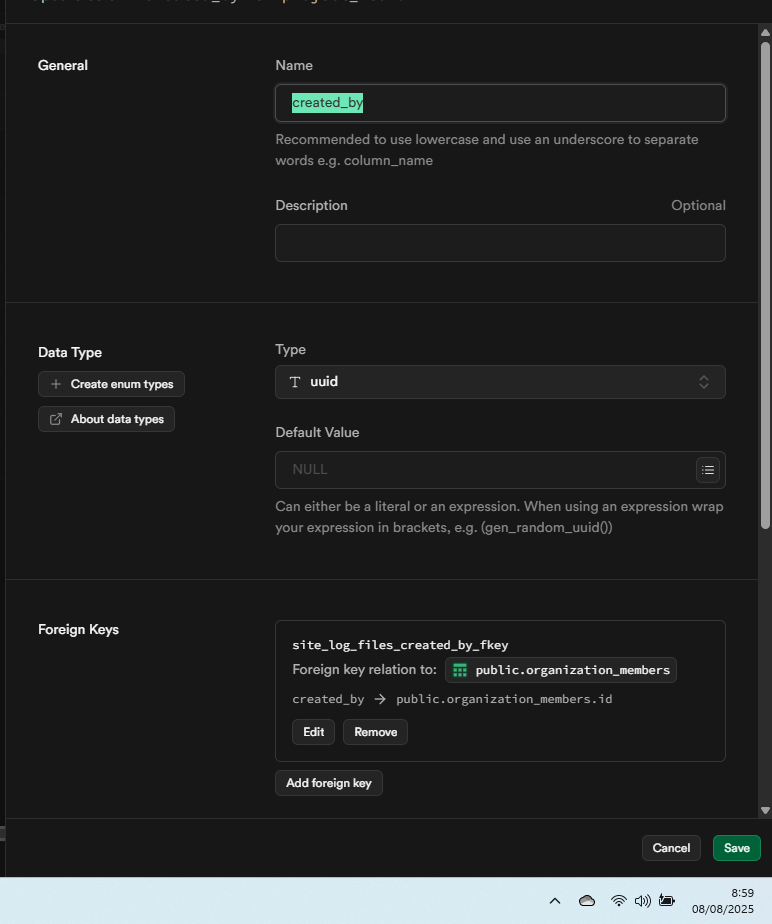 General
Name
created_by
Recommended to use lowercase and use an underscore to separate
words e.g. column_name
Description
Optional
Data Type
Create enum types
About data types
Type
uuid
Default Value
NULL
Can either be a literal or an expression. When using an expression wrap
your expression in brackets, e.g. (gen_random_uuid())
Foreign Keys
site_log_files_created_by_fkey
Foreign key relation to: public.organization_members
created_by → public.organization_members.id
Edit
Remove
Add foreign key
Cancel
Save
8:59
08/08/2025